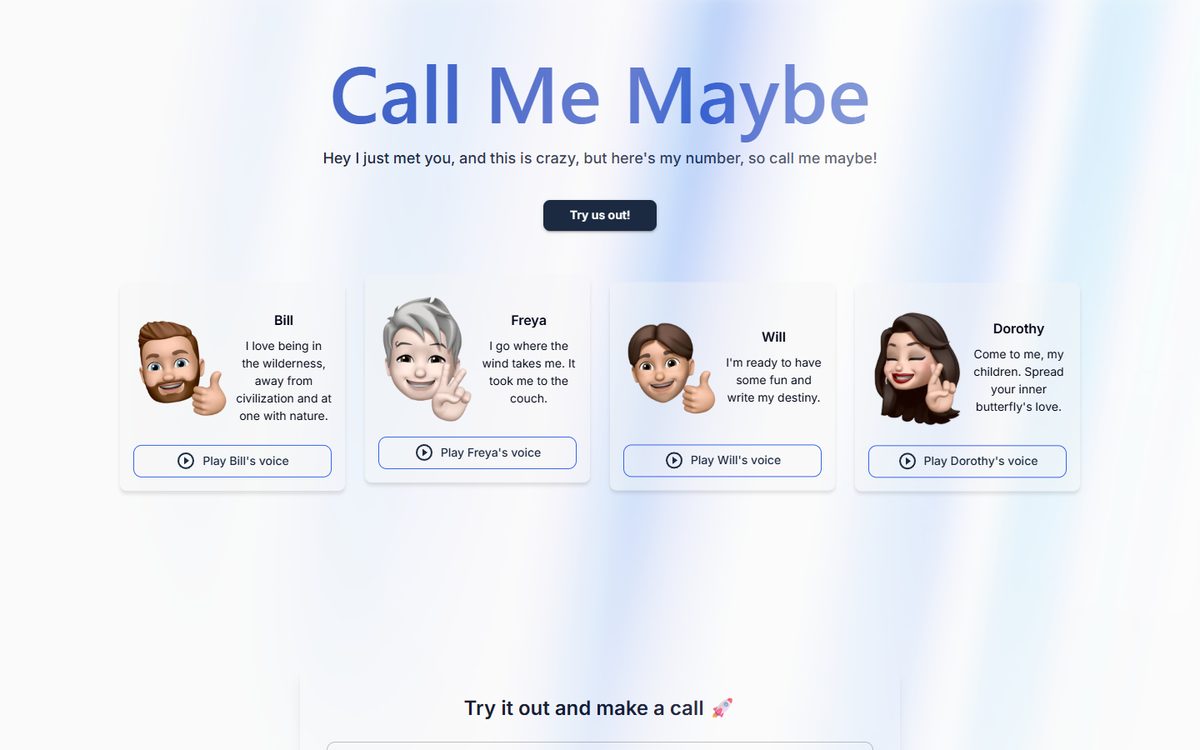 Call Me Maybe
Hey I just met you, and this is crazy, but here's my number, so call me maybe!
Try us out!
Bill
I love being in
the wilderness,
away from
civilization and at
one with nature.
Play Bill's voice
Freya
I go where the
wind takes me. It
took me to the
couch.
Play Freya's voice
Will
I'm ready to have
some fun and
write my destiny.
Play Will's voice
Dorothy
Come to me, my
children. Spread
your inner
butterfly's love.
Play Dorothy's voice
Try it out and make a call 🚀